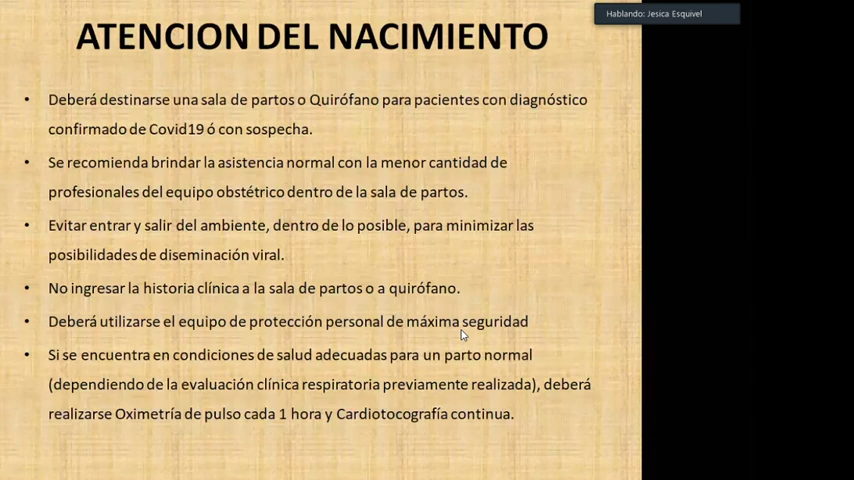 Hablando: Jesica Esquivel
ATENCION DEL NACIMIENTO
• Deberá destinarse una sala de partos o Quirófano para pacientes con diagnóstico
confirmado de Covid19 ó con sospecha.
• Se recomienda brindar la asistencia normal con la menor cantidad de
profesionales del equipo obstétrico dentro de la sala de partos.
• Evitar entrar y salir del ambiente, dentro de lo posible, para minimizar las
posibilidades de diseminación viral.
• No ingresar la historia clínica a la sala de partos o a quirófano.
• Deberá utilizarse el equipo de protección personal de máxima seguridad
• Si se encuentra en condiciones de salud adecuadas para un parto normal
(dependiendo de la evaluación clínica respiratoria previamente realizada), deberá
realizarse Oximetría de pulso cada 1 hora y Cardiotocografía continua.